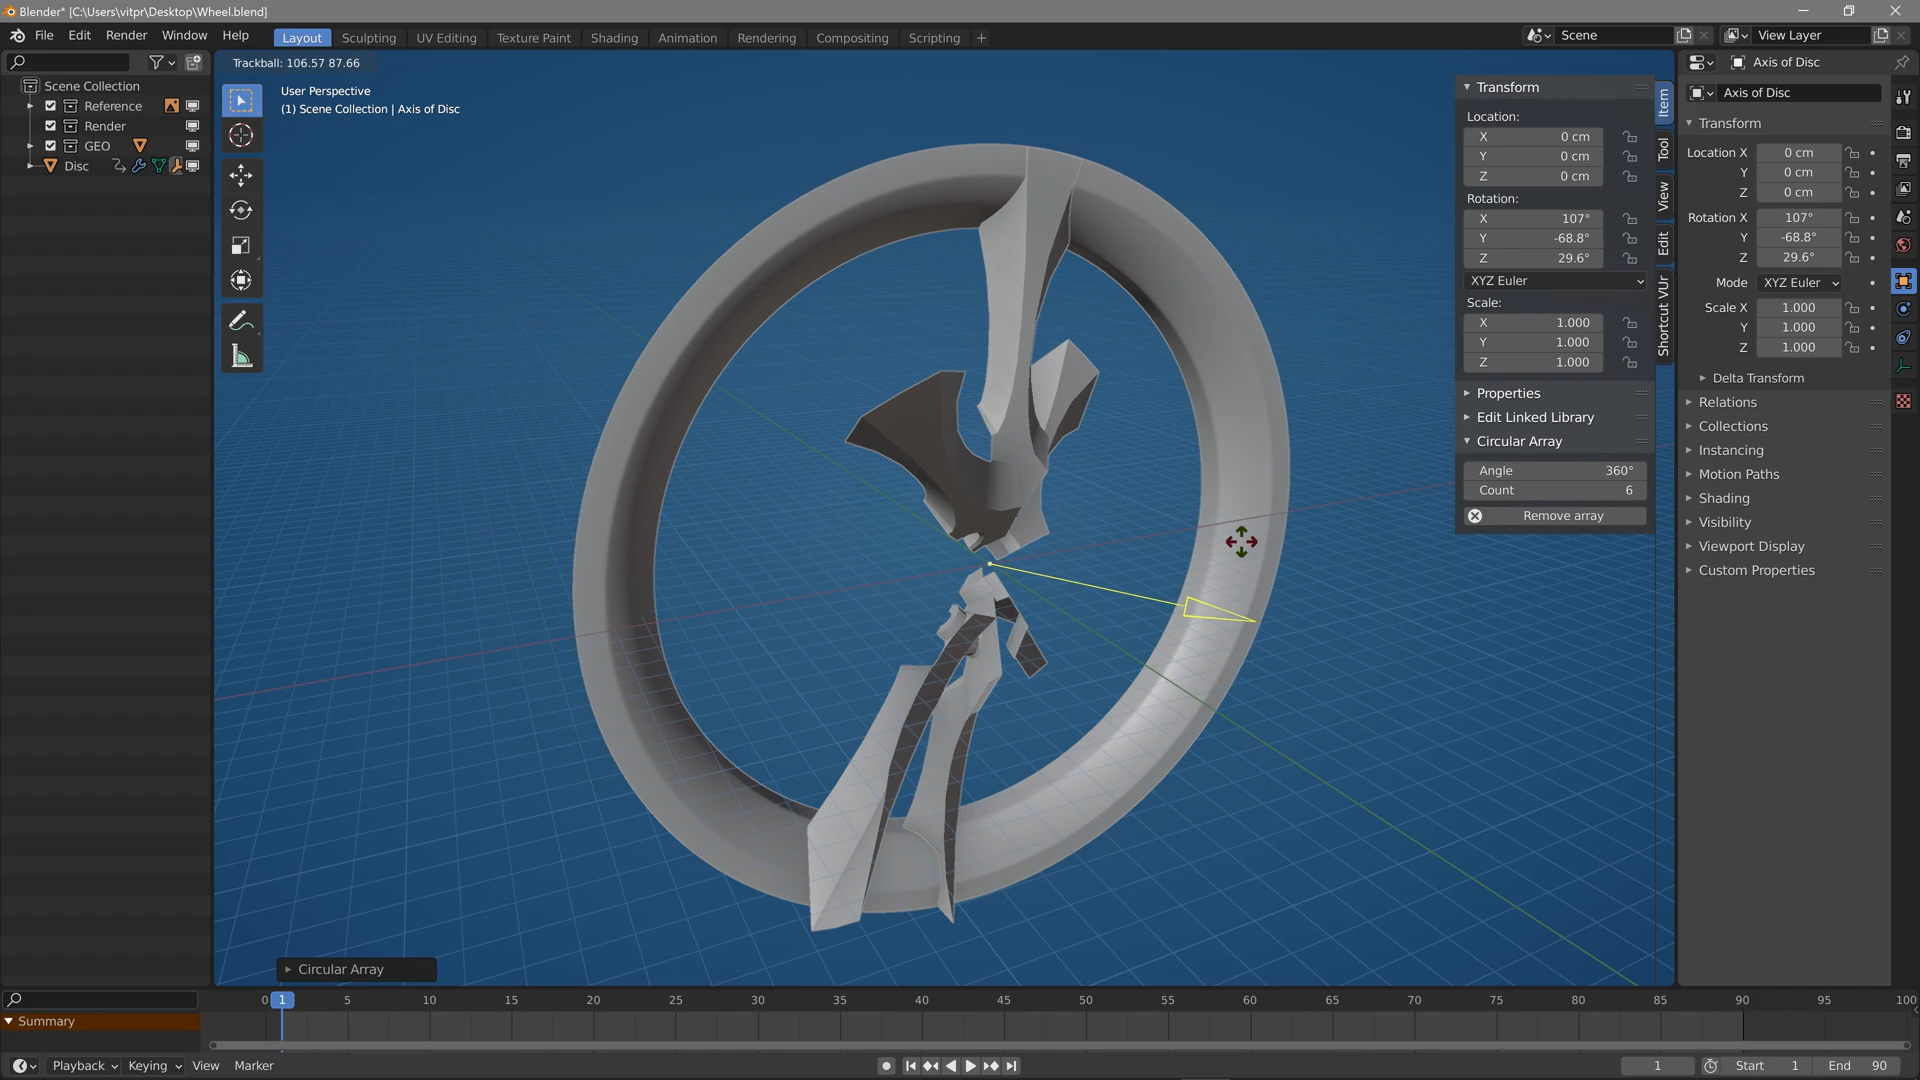 Blender* [C:\Users\vitpr\Desktop\Wheel.blend]
File Edit Render Window Help
Layout Sculpting UV Editing Texture Paint Shading Animation Rendering Compositing Scripting +
Scene
View Layer
Trackball: 106.57 87.66
User Perspective
(1) Scene Collection | Axis of Disc
Scene Collection
Reference
Render
GEO
Disc
Transform
Location:
X 0 cm
Y 0 cm
Z 0 cm
Rotation:
X 107°
Y -68.8°
Z 29.6°
XYZ Euler
Scale:
X 1.000
Y 1.000
Z 1.000
Properties
Edit Linked Library
Circular Array
Angle 360°
Count 6
Remove array
Item
Tool
View
Edit
Shortcut VUr
Axis of Disc
Axis of Disc
Transform
Location X 0 cm
Y 0 cm
Z 0 cm
Rotation X 107°
Y -68.8°
Z 29.6°
Mode XYZ Euler
Scale X 1.000
Y 1.000
Z 1.000
Delta Transform
Relations
Collections
Instancing
Motion Paths
Shading
Visibility
Viewport Display
Custom Properties
Circular Array
0 1 5 10 15 20 25 30 35 40 45 50 55 60 65 70 75 80 85 90 95 100
Summary
Playback Keying View Marker
1 Start 1 End 90